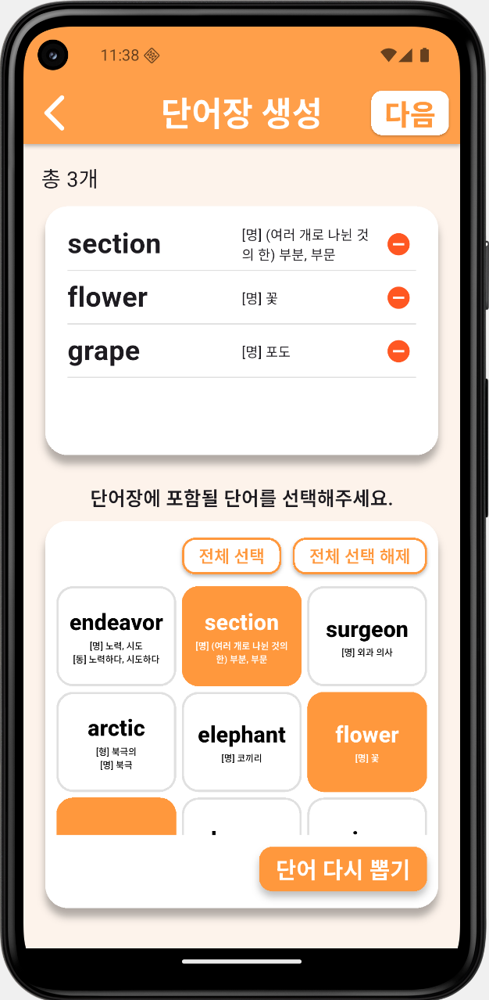 11:38
단어장 생성
다음
총 3개
section
[명] (여러 개로 나뉜 것
의 한) 부분, 부문
flower
[명] 꽃
grape
[명] 포도
단어장에 포함될 단어를 선택해주세요.
전체 선택
전체 선택 해제
endeavor
[명] 노력, 시도
[동] 노력하다, 시도하다
section
[명] (여러 개로 나뉜 것의
한) 부분, 부문
surgeon
[명] 외과 의사
arctic
[형] 북극의
[명] 북극
elephant
[명] 코끼리
flower
[명] 꽃
단어 다시 뽑기